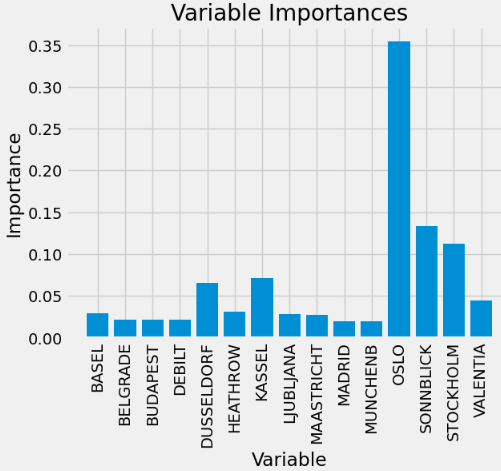 Variable Importances
Importance
0.35
0.30
0.25
0.20
0.15
0.10
0.05
0.00
BASEL
BELGRADE
BUDAPEST
DEBILT
DUSSELDORF
HEATHROW
KASSEL
LJUBLJANA
MAASTRICHT
MADRID
MUNCHENB
OSLO
SONNBLICK
STOCKHOLM
VALENTIA
Variable